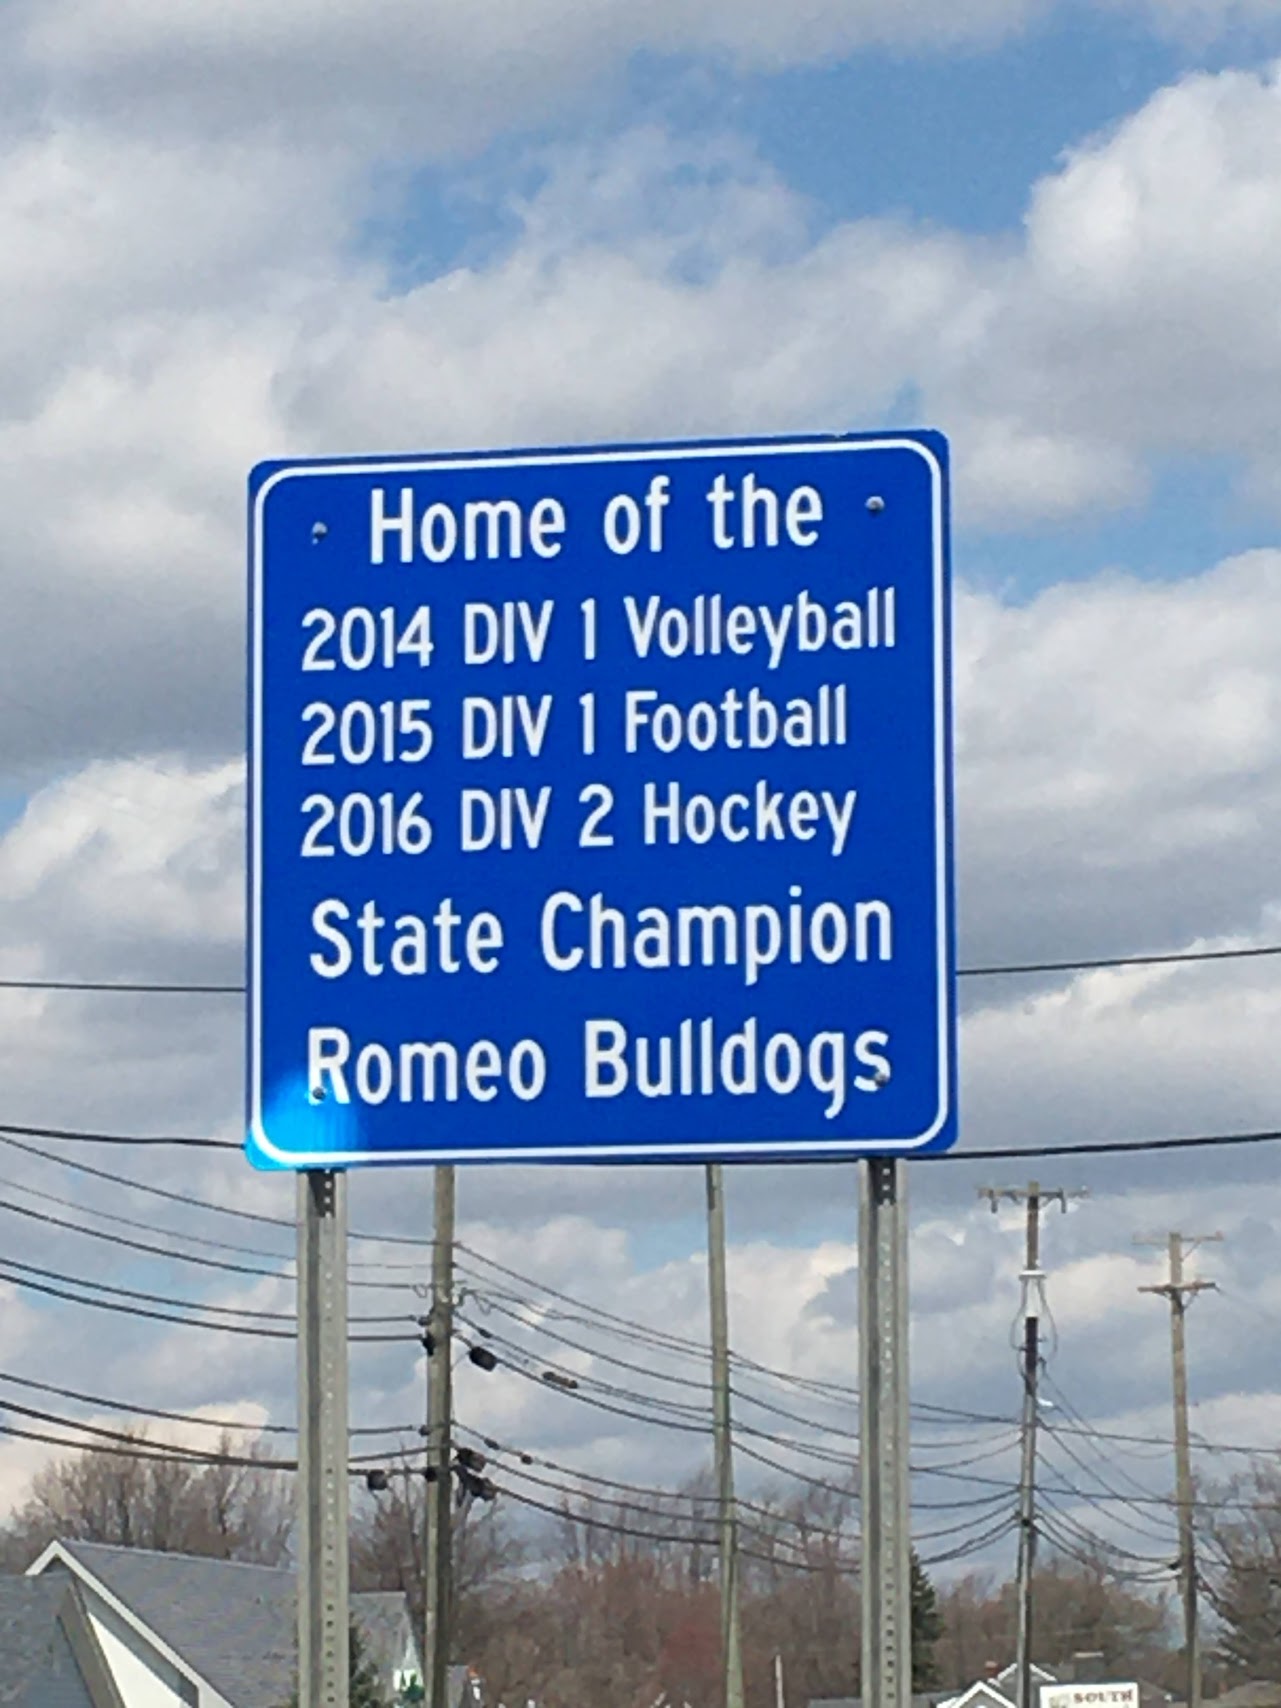 Home of the
2014 DIV 1 Volleyball
2015 DIV 1 Football
2016 DIV 2 Hockey
State Champion
Romeo Bulldogs
SOUTH